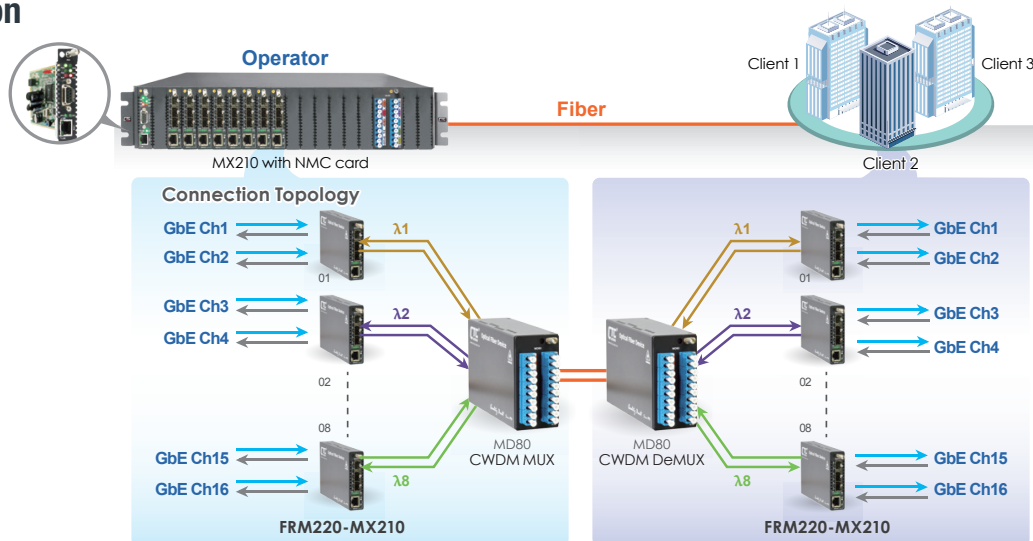 on
Operator
Client 1
Client 3
Fiber
MX210 with NMC card
Client 2
Connection Topology
GbE Ch1
λ1
λ1
GbE Ch1
GbE Ch2
GbE Ch2
01
01
GbE Ch3
λ2
λ2
GbE Ch3
GbE Ch4
GbE Ch4
02
02
08
08
MD80
CWDM MUX
MD80
CWDM DeMUX
GbE Ch15
GbE Ch15
λ8
λ8
GbE Ch16
GbE Ch16
FRM220-MX210
FRM220-MX210